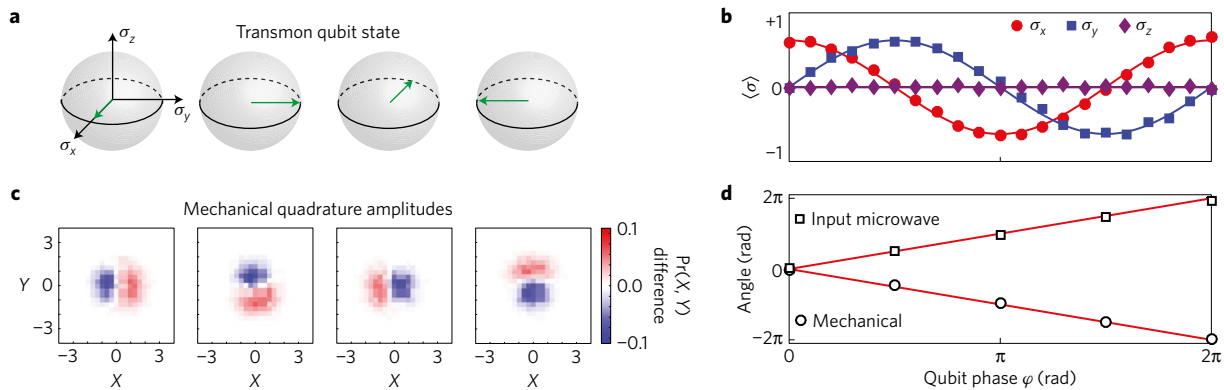 a
Transmon qubit state
σz
σy
σx
b
+1
0
−1
⟨σ⟩
σx
σy
σz
c
Mechanical quadrature amplitudes
3
0
−3
Y
−3 0 3
−3 0 3
−3 0 3
−3 0 3
X
X
X
X
0.1
0.0
−0.1
Pr(X, Y)
difference
d
2π
0
−2π
Angle (rad)
Input microwave
Mechanical
0 π 2π
Qubit phase φ (rad)